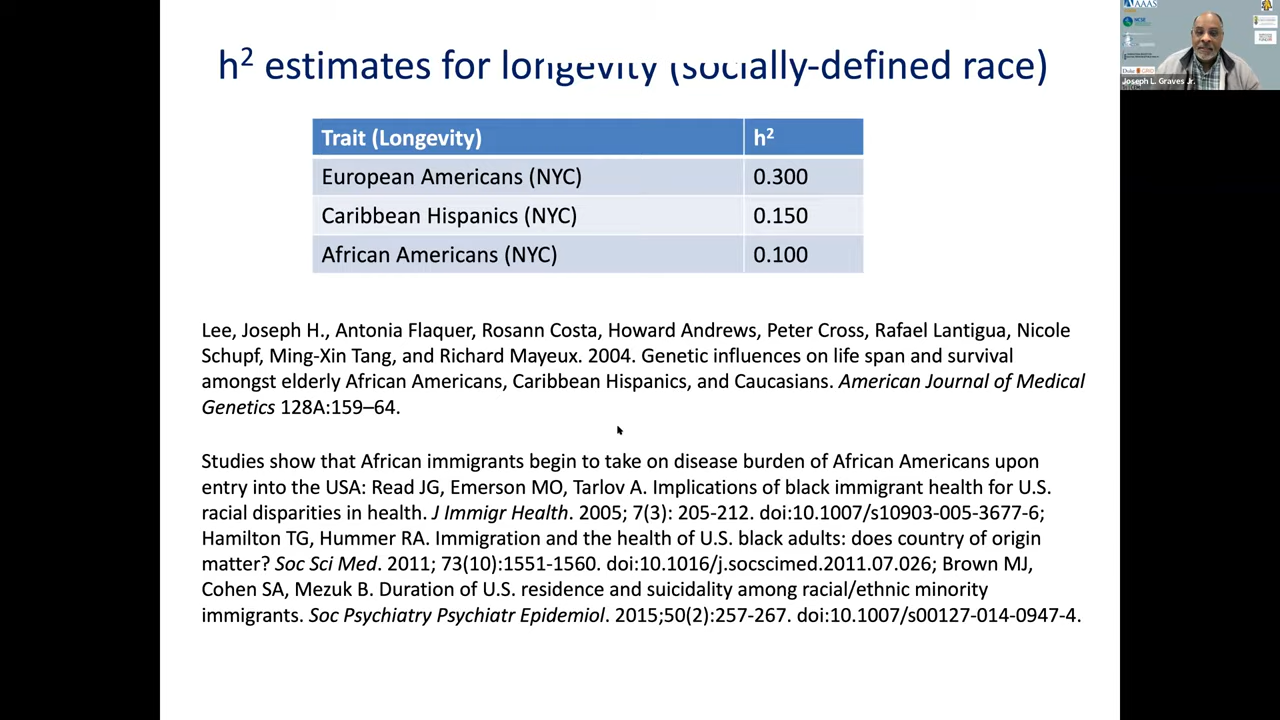 h² estimates for longevity (socially-defined race)
Trait (Longevity) h²
European Americans (NYC) 0.300
Caribbean Hispanics (NYC) 0.150
African Americans (NYC) 0.100
Lee, Joseph H., Antonia Flaquer, Rosann Costa, Howard Andrews, Peter Cross, Rafael Lantigua, Nicole
Schupf, Ming-Xin Tang, and Richard Mayeux. 2004. Genetic influences on life span and survival
amongst elderly African Americans, Caribbean Hispanics, and Caucasians. American Journal of Medical
Genetics 128A:159–64.
Studies show that African immigrants begin to take on disease burden of African Americans upon
entry into the USA: Read JG, Emerson MO, Tarlov A. Implications of black immigrant health for U.S.
racial disparities in health. J Immigr Health. 2005; 7(3): 205-212. doi:10.1007/s10903-005-3677-6;
Hamilton TG, Hummer RA. Immigration and the health of U.S. black adults: does country of origin
matter? Soc Sci Med. 2011; 73(10):1551-1560. doi:10.1016/j.socscimed.2011.07.026; Brown MJ,
Cohen SA, Mezuk B. Duration of U.S. residence and suicidality among racial/ethnic minority
immigrants. Soc Psychiatry Psychiatr Epidemiol. 2015;50(2):257-267. doi:10.1007/s00127-014-0947-4.
AAAS
NCSE
Duke
Joseph L. Graves Jr.